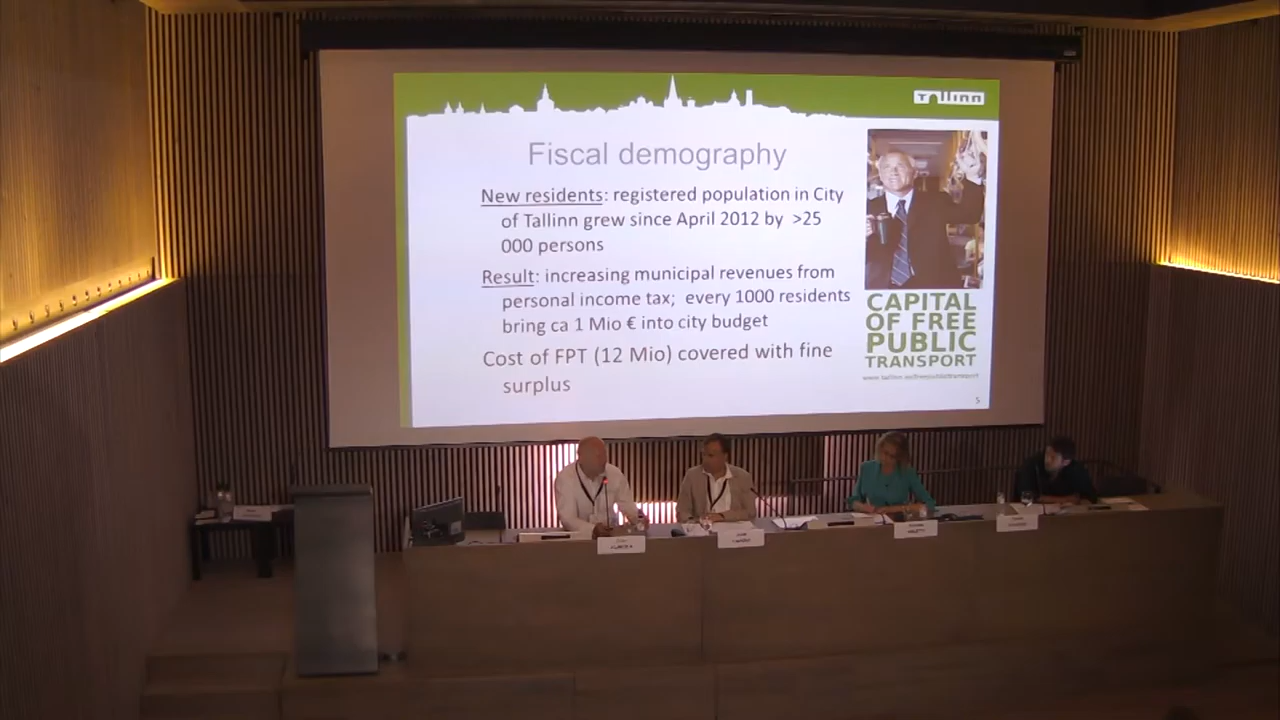 Tallinn
Fiscal demography
New residents: registered population in City
of Tallinn grew since April 2012 by >25
000 persons
Result: increasing municipal revenues from
personal income tax; every 1000 residents
bring ca 1 Mio € into city budget
Cost of FPT (12 Mio) covered with fine
surplus
CAPITAL
OF FREE
PUBLIC
TRANSPORT
5